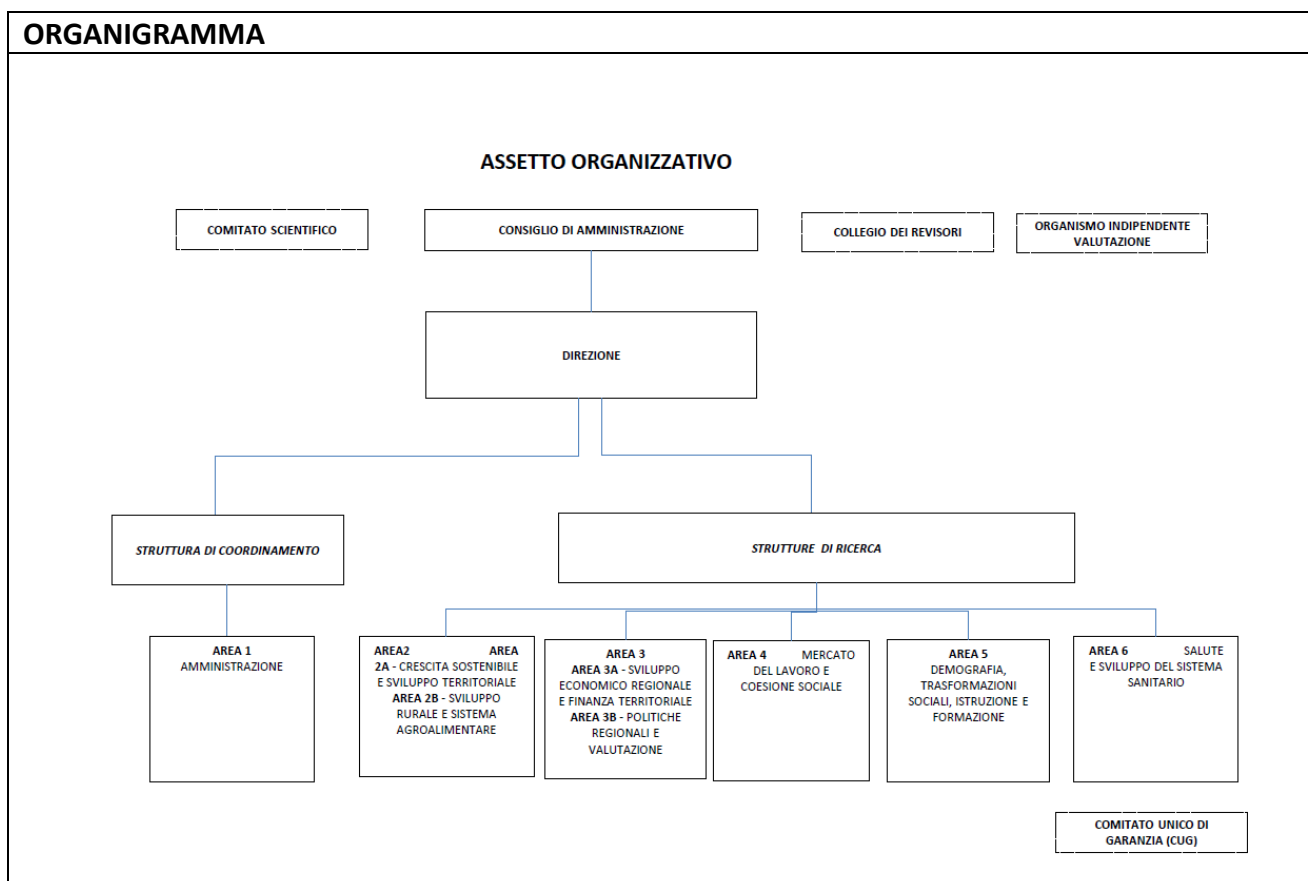 ORGANIGRAMMA
ASSETTO ORGANIZZATIVO
COMITATO SCIENTIFICO
CONSIGLIO DI AMMINISTRAZIONE
COLLEGIO DEI REVISORI
ORGANISMO INDIPENDENTE
VALUTAZIONE
DIREZIONE
STRUTTURA DI COORDINAMENTO
STRUTTURE DI RICERCA
AREA 1
AMMINISTRAZIONE
AREA2 AREA
2A - CRESCITA SOSTENIBILE
E SVILUPPO TERRITORIALE
AREA 2B - SVILUPPO
RURALE E SISTEMA
AGROALIMENTARE
AREA 3
AREA 3A - SVILUPPO
ECONOMICO REGIONALE
E FINANZA TERRITORIALE
AREA 3B - POLITICHE
REGIONALI E
VALUTAZIONE
AREA 4 MERCATO
DEL LAVORO E
COESIONE SOCIALE
AREA 5
DEMOGRAFIA,
TRASFORMAZIONI
SOCIALI, ISTRUZIONE E
FORMAZIONE
AREA 6 SALUTE
E SVILUPPO DEL SISTEMA
SANITARIO
COMITATO UNICO DI
GARANZIA (CUG)